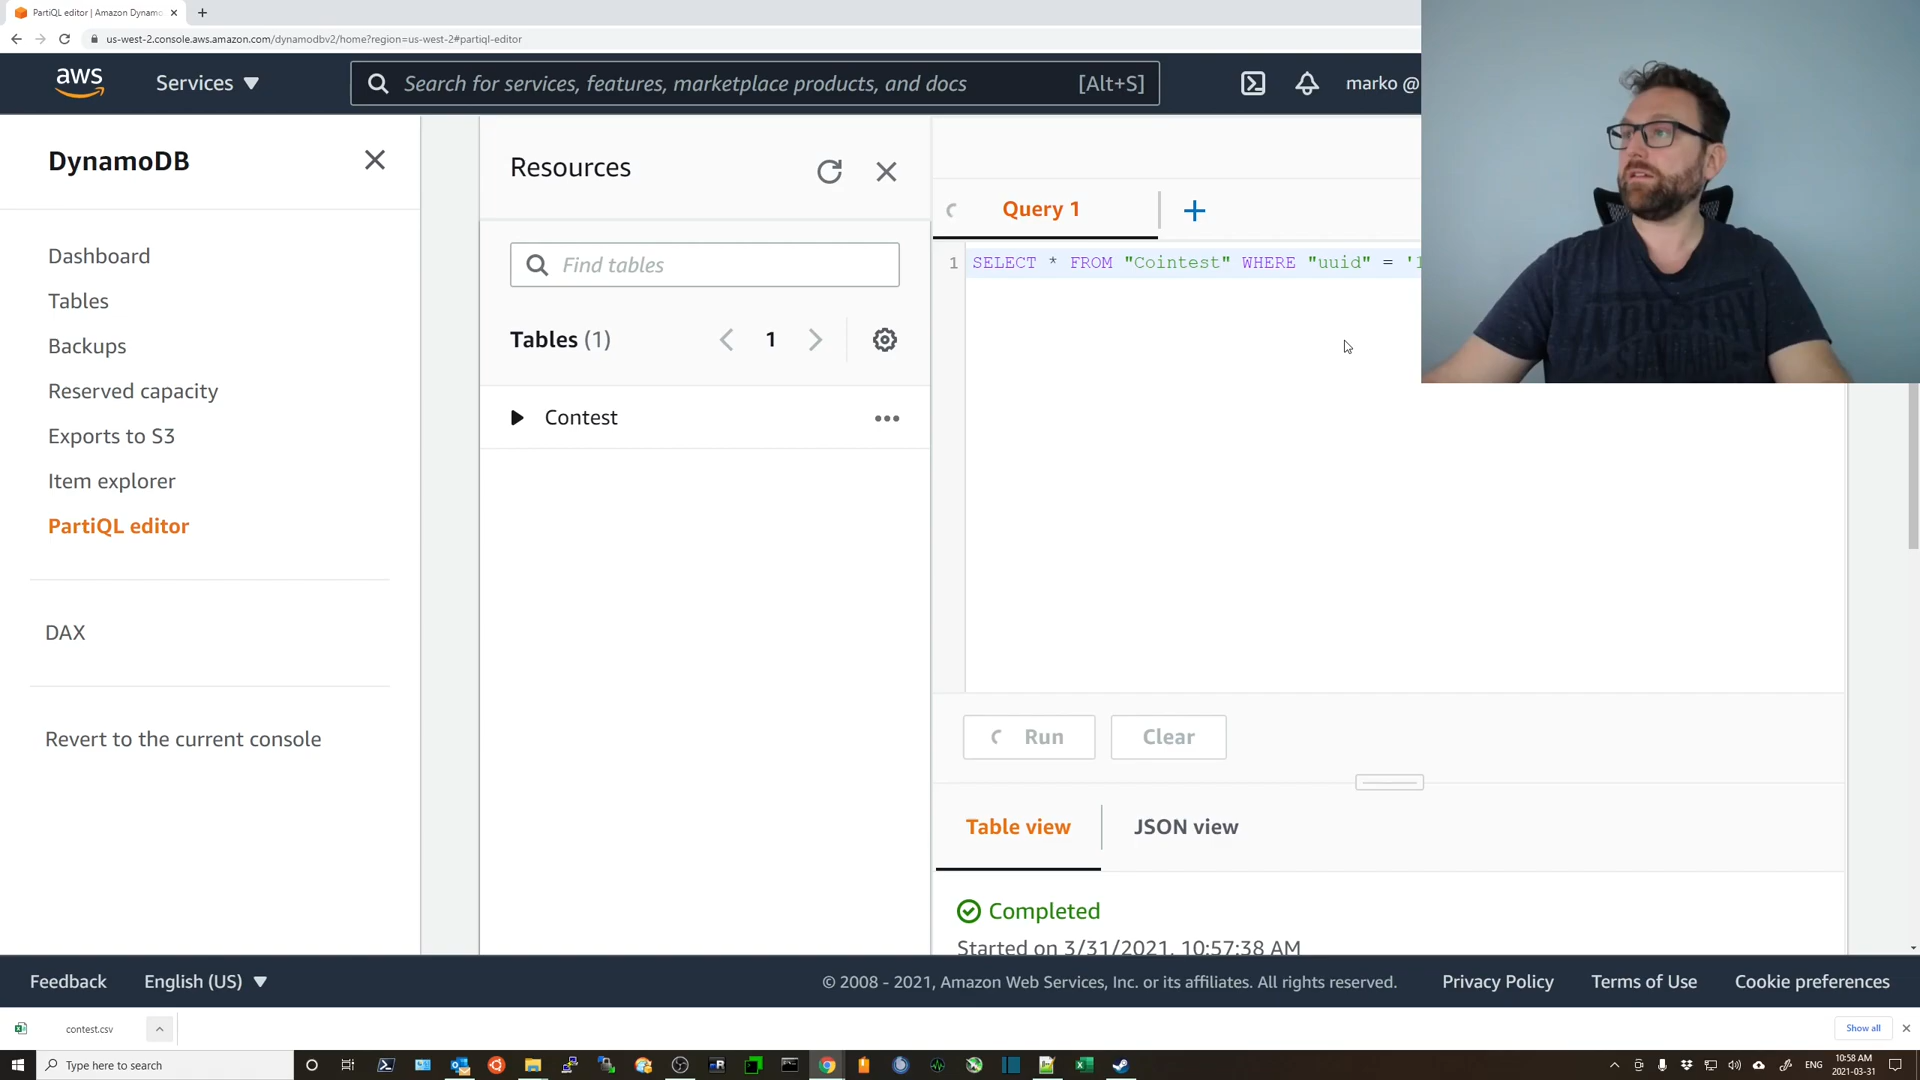 PartiQL editor | Amazon Dynamo
us-west-2.console.aws.amazon.com/dynamodbv2/home?region=us-west-2#partiql-editor
aws
Services
Search for services, features, marketplace products, and docs
[Alt+S]
marko @
DynamoDB
Dashboard
Tables
Backups
Reserved capacity
Exports to S3
Item explorer
PartiQL editor
DAX
Revert to the current console
Resources
Find tables
Tables (1)
1
Contest
Query 1
1 SELECT * FROM "Cointest" WHERE "uuid" = '1
INDUSTRY
Run
Clear
Table view
JSON view
Completed
Started on 3/31/2021, 10:57:38 AM
Feedback
English (US)
© 2008 - 2021, Amazon Web Services, Inc. or its affiliates. All rights reserved.
Privacy Policy
Terms of Use
Cookie preferences
contest.csv
Show all
Type here to search
ENG
10:58 AM
2021-03-31